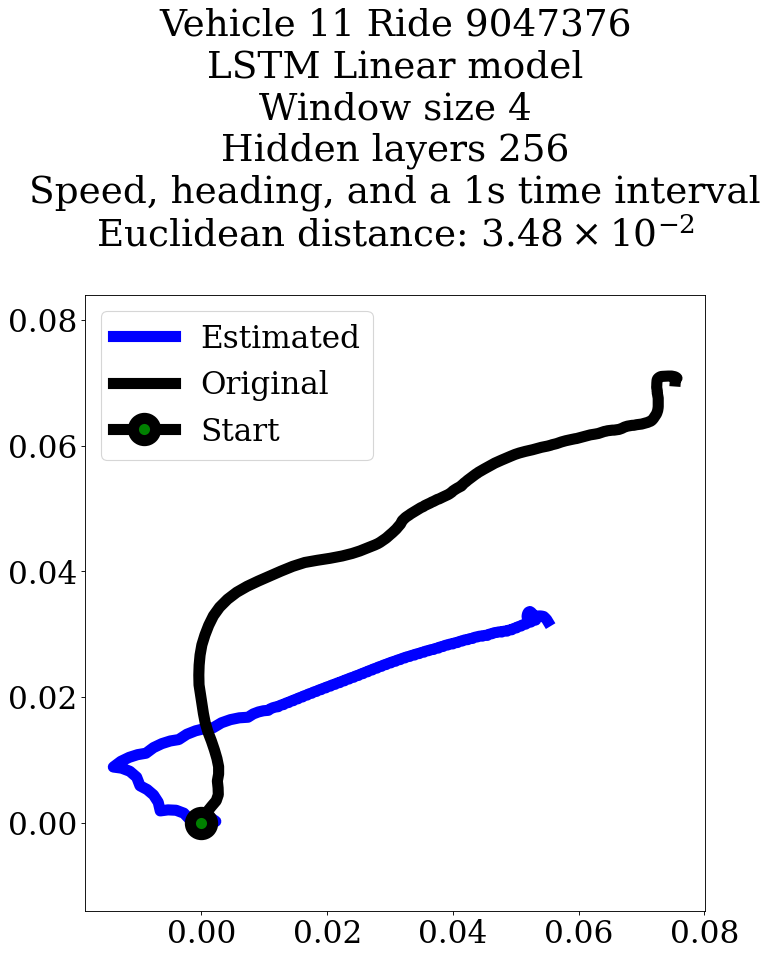 Vehicle 11 Ride 9047376
LSTM Linear model
Window size 4
Hidden layers 256
Speed, heading, and a 1s time interval
Euclidean distance: 3.48 × 10⁻²
0.08
0.06
0.04
0.02
0.00
Estimated
Original
Start
0.00 0.02 0.04 0.06 0.08